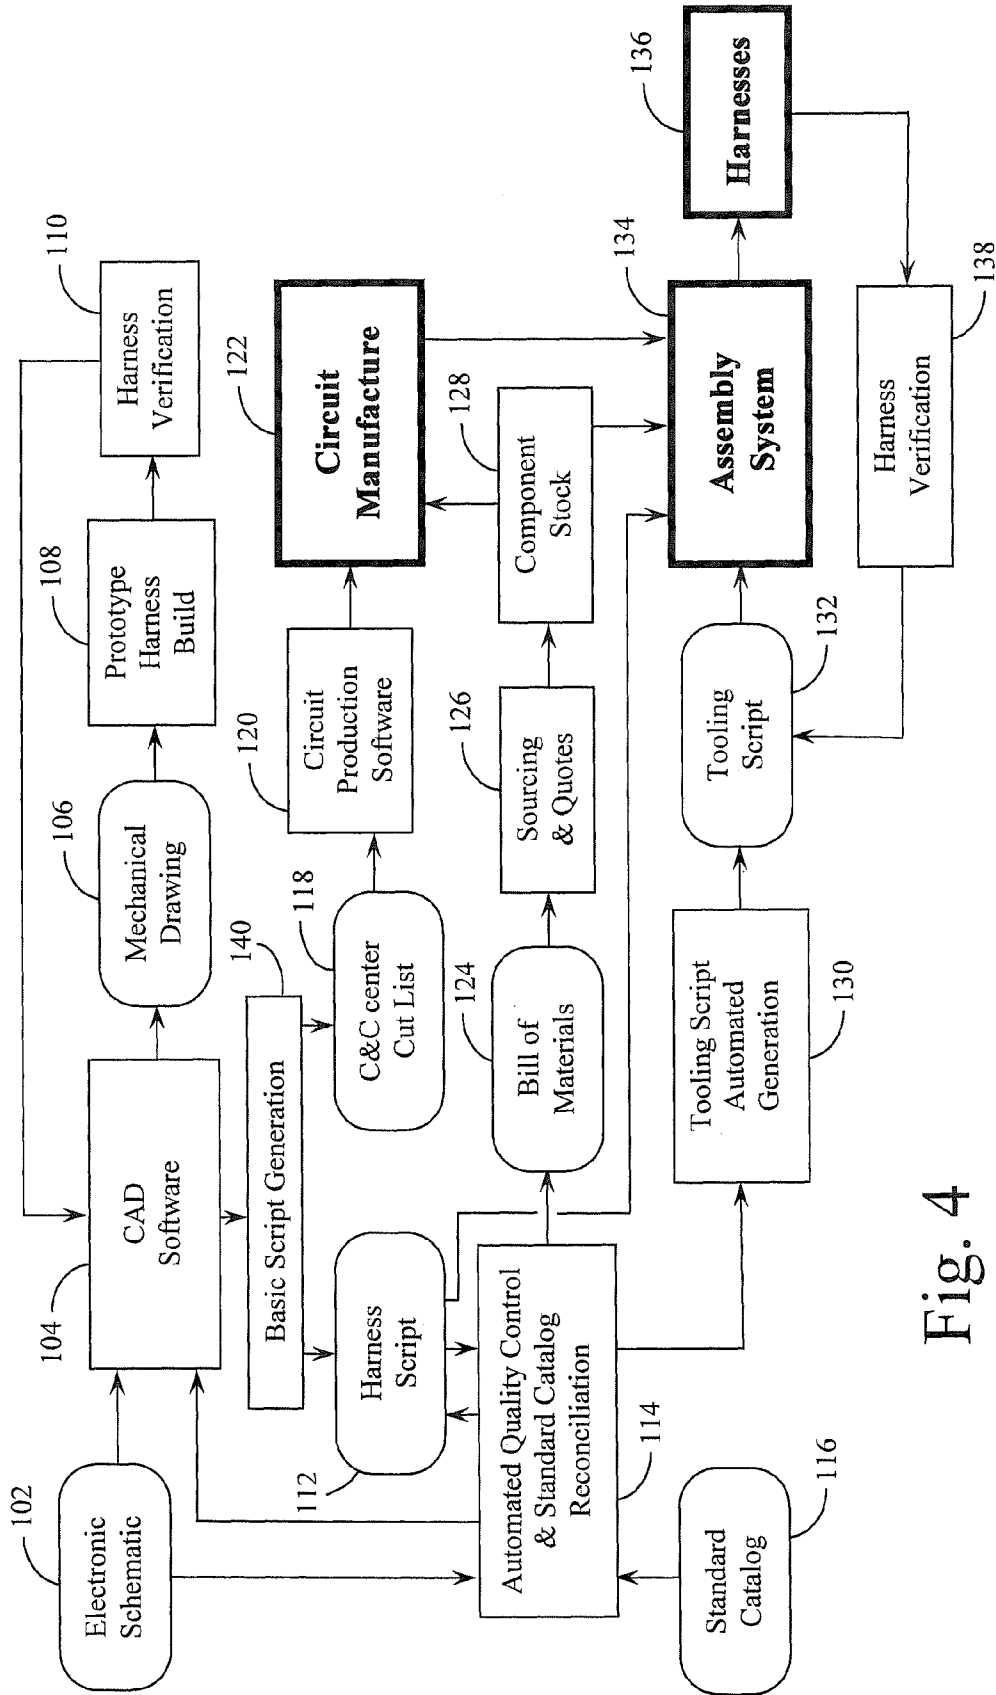 102
Electronic
Schematic
104
CAD
Software
106
Mechanical
Drawing
108
Prototype
Harness
Build
110
Harness
Verification
140
Basic Script Generation
112
Harness
Script
118
C&C center
Cut List
120
Circuit
Production
Software
122
Circuit
Manufacture
114
Automated Quality Control
& Standard Catalog
Reconciliation
124
Bill of
Materials
126
Sourcing
& Quotes
128
Component
Stock
116
Standard
Catalog
130
Tooling Script
Automated
Generation
132
Tooling
Script
134
Assembly
System
136
Harnesses
138
Harness
Verification
Fig. 4